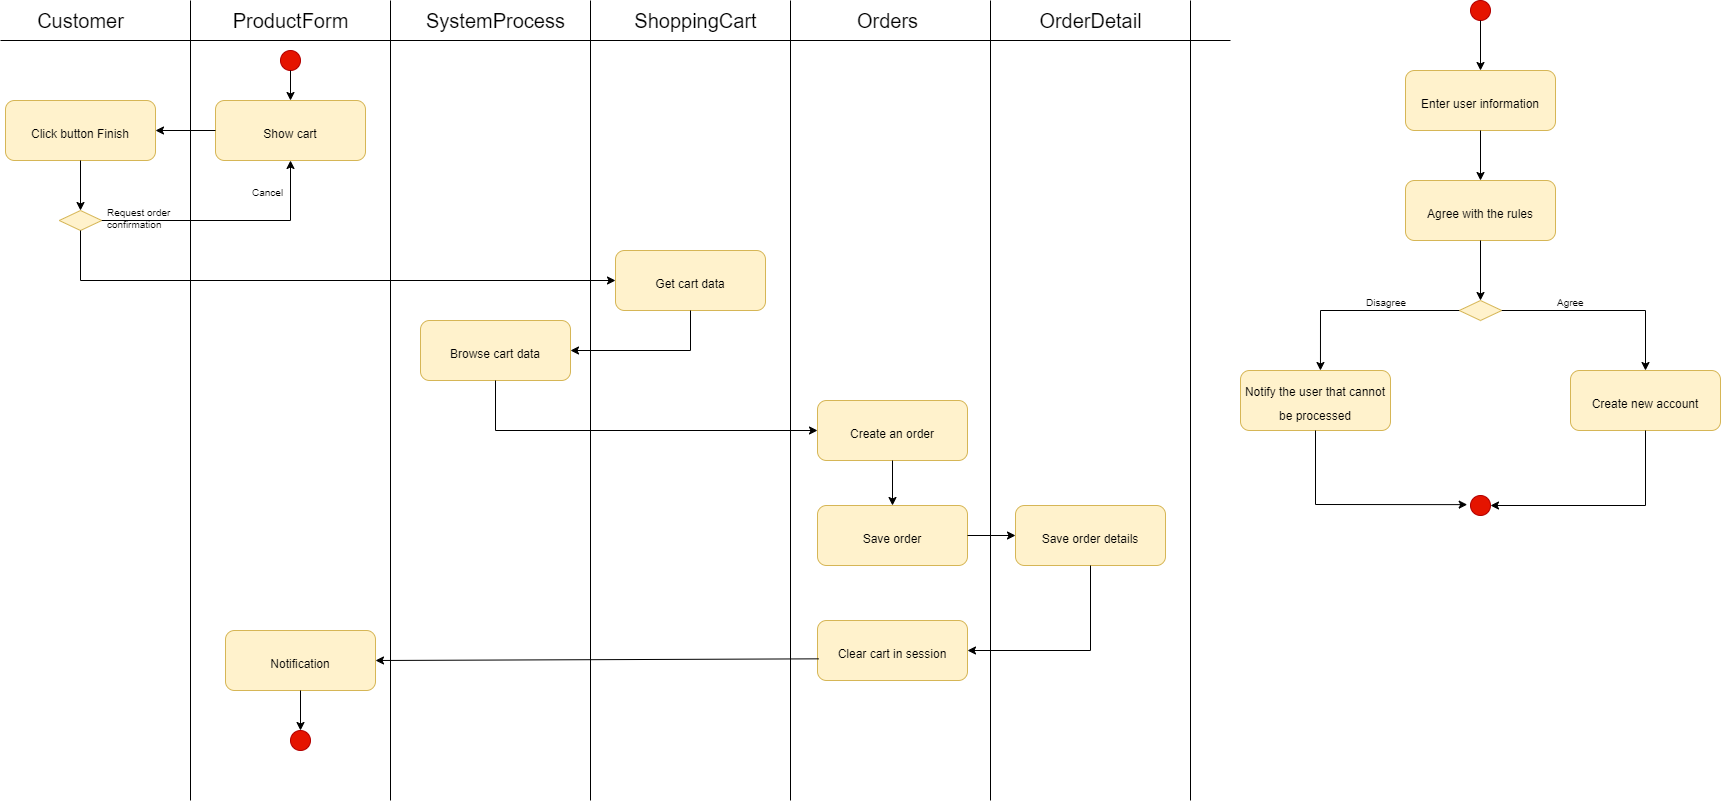 Customer
ProductForm
SystemProcess
ShoppingCart
Orders
OrderDetail
Click button Finish
Show cart
Cancel
Request order
confirmation
Get cart data
Browse cart data
Create an order
Save order
Save order details
Clear cart in session
Notification
Enter user information
Agree with the rules
Disagree
Agree
Notify the user that cannot
be processed
Create new account